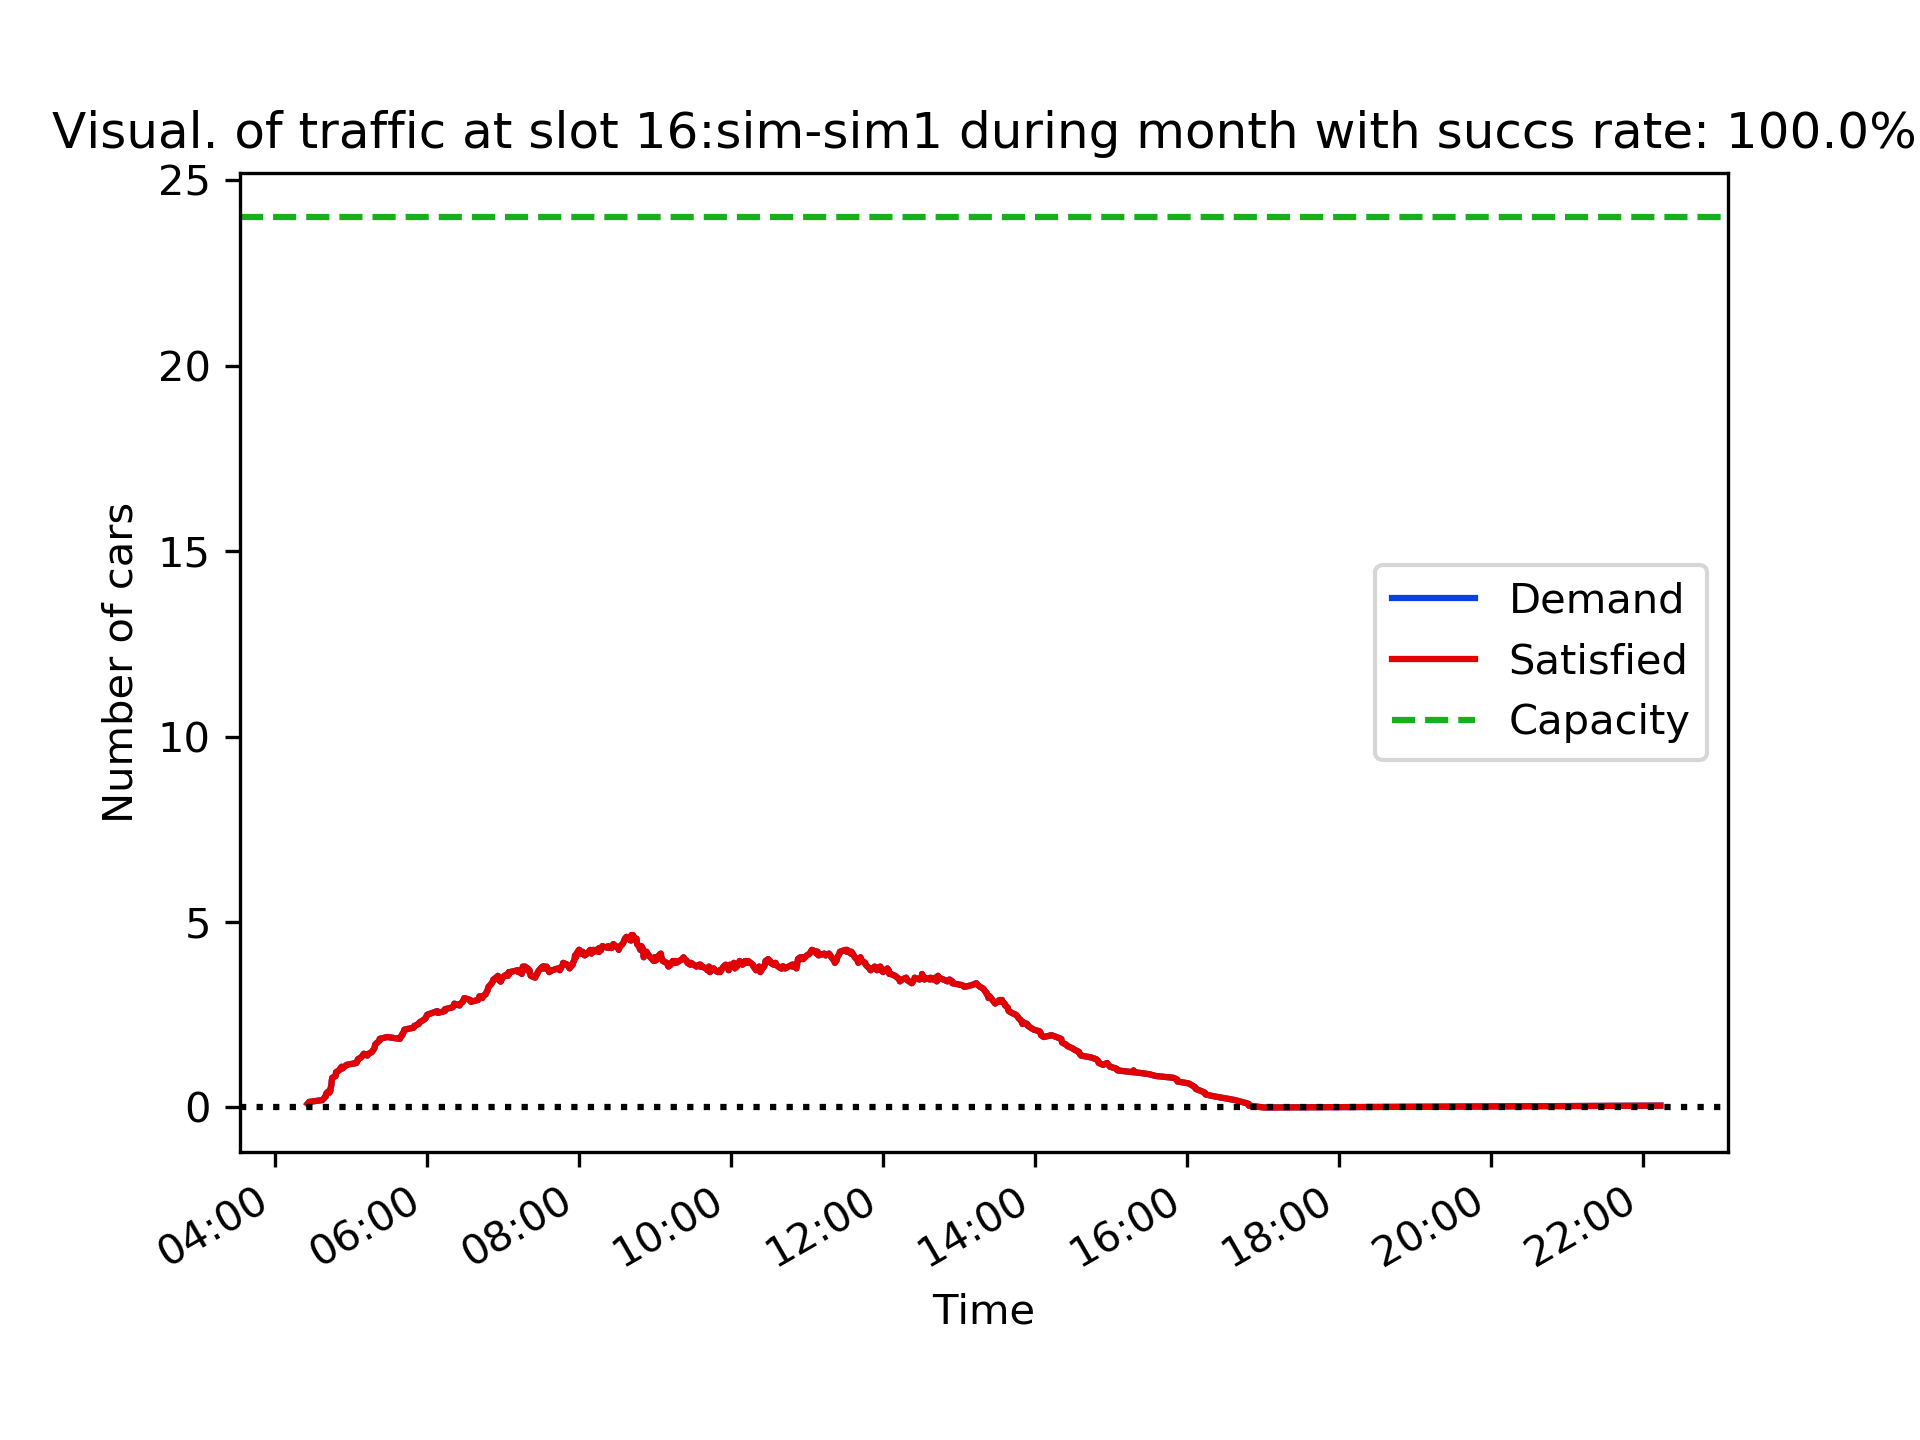 Visual. of traffic at slot 16:sim-sim1 during month with succs rate: 100.0%
25
20
15
10
5
0
Number of cars
Demand
Satisfied
Capacity
04:00
06:00
08:00
10:00
12:00
14:00
16:00
18:00
20:00
22:00
Time